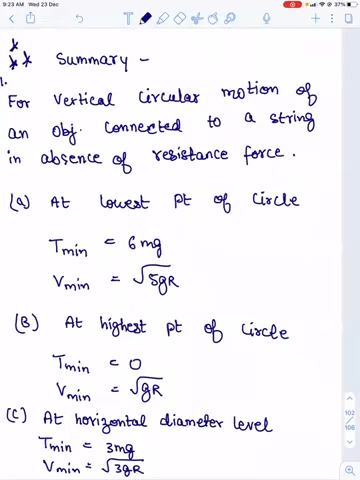 9:23 AM Wed 23 Dec
37%
** Summary -
1.
For vertical circular motion of
an obj. connected to a string
in absence of resistance force.
(a) At lowest pt of circle
Tmin = 6mg
Vmin = √5gR
(B) At highest pt of circle
Tmin = 0
Vmin = √gR
(C) At horizontal diameter level
Tmin = 3mg
Vmin = √3gR
102
106